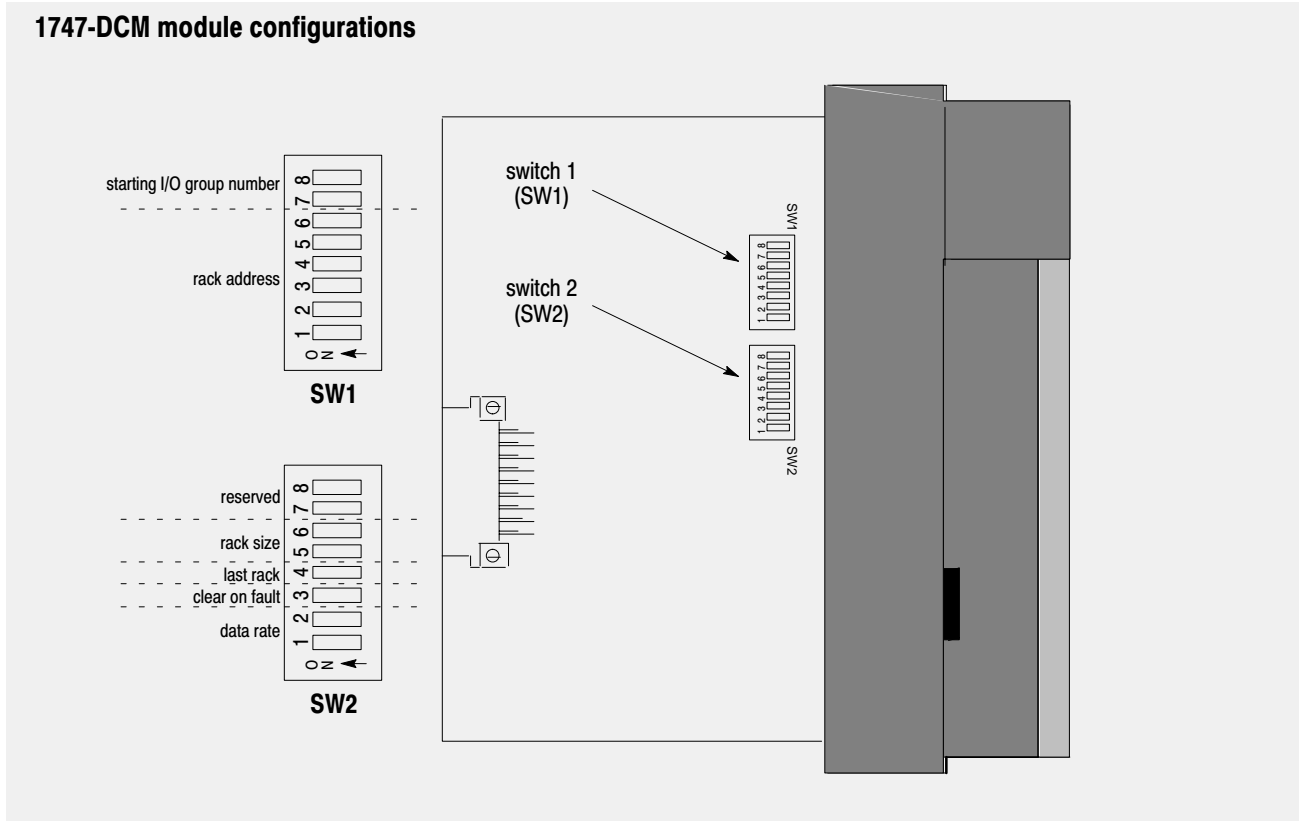 1747-DCM module configurations
starting I/O group number
rack address
8
7
6
5
4
3
2
1
ON
SW1
reserved
rack size
last rack
clear on fault
data rate
8
7
6
5
4
3
2
1
ON
SW2
switch 1
(SW1)
switch 2
(SW2)
SW1
8
7
6
5
4
3
2
1
8
7
6
5
4
3
2
1
SW2